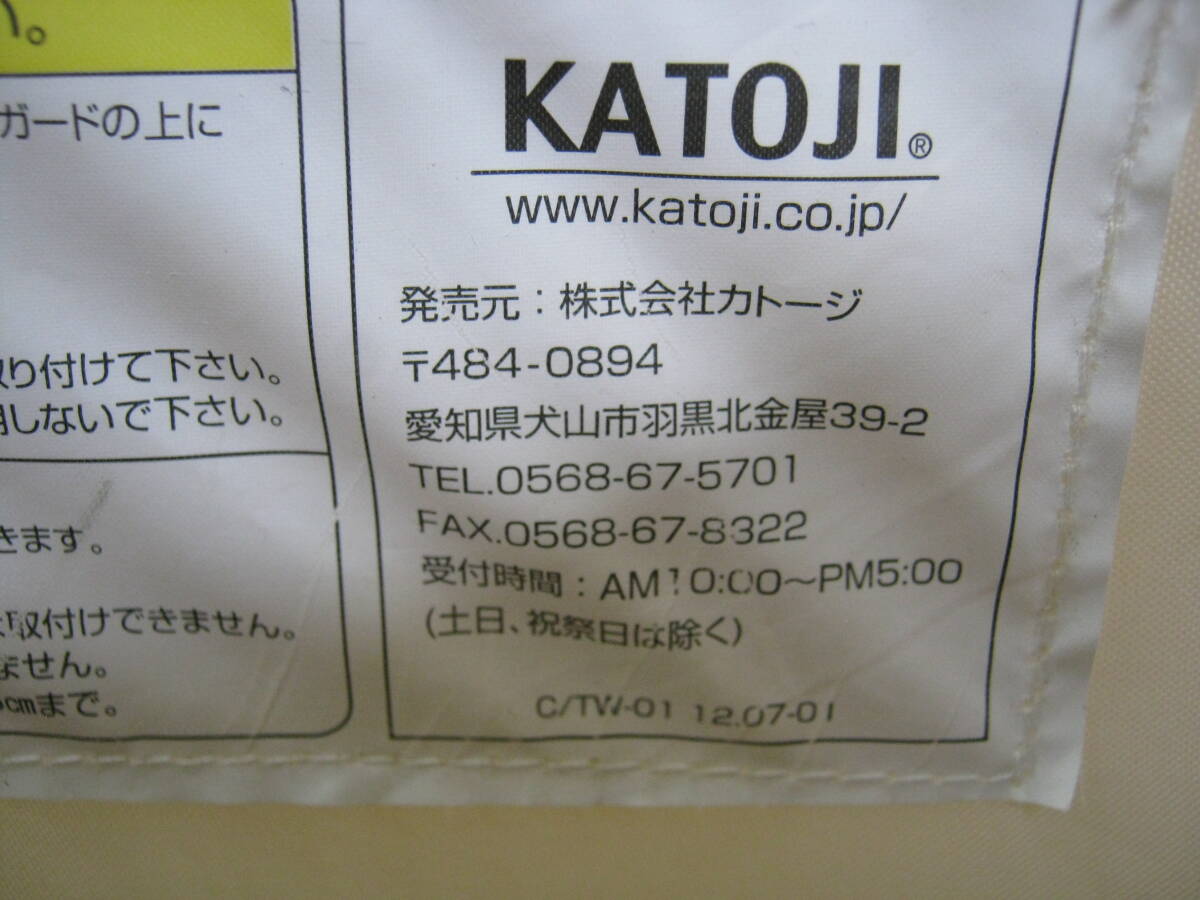 い。
ガードの上に
り付けて下さい。
しないで下さい。
きます。
取付けできません。
ません。
cmまで。
KATOJI®
www.katoji.co.jp/
発売元：株式会社カトージ
〒484-0894
愛知県犬山市羽黒北金屋39-2
TEL.0568-67-5701
FAX.0568-67-8322
受付時間：AM10:00～PM5:00
(土日、祝祭日は除く)
C/TW-01 12.07-01